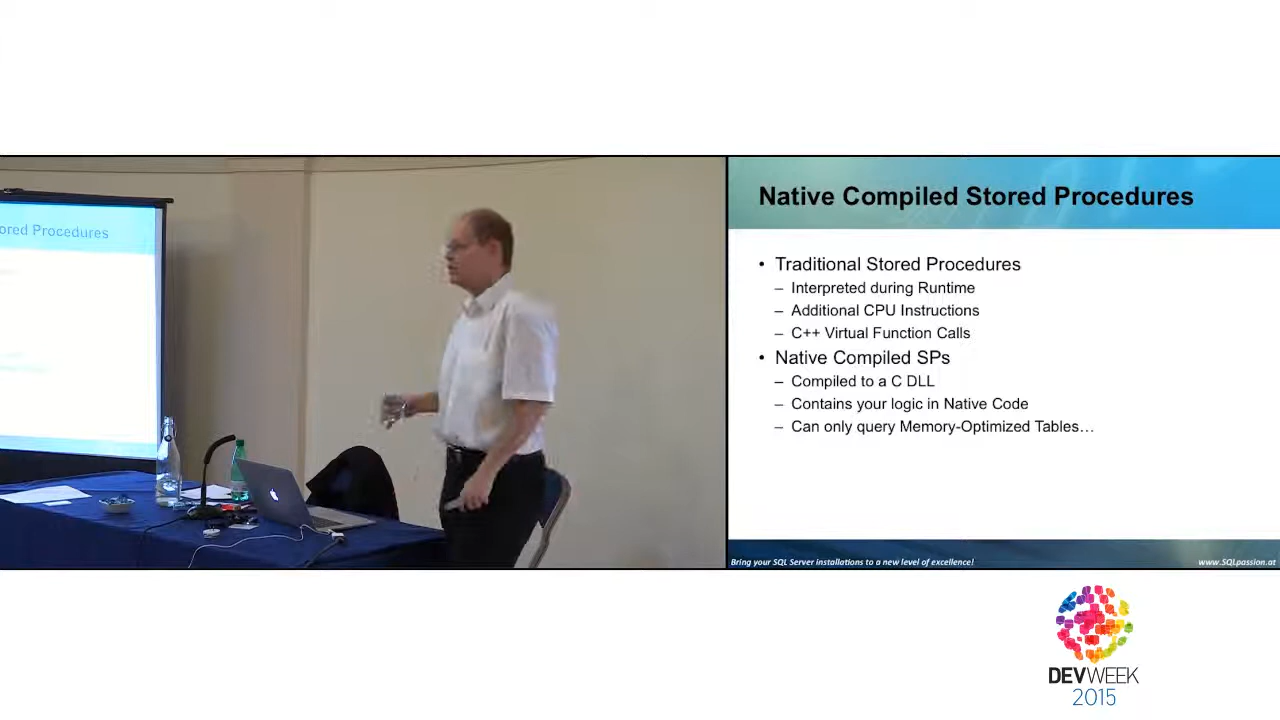 ored Procedures
Native Compiled Stored Procedures
• Traditional Stored Procedures
– Interpreted during Runtime
– Additional CPU Instructions
– C++ Virtual Function Calls
• Native Compiled SPs
– Compiled to a C DLL
– Contains your logic in Native Code
– Can only query Memory-Optimized Tables…
Bring your SQL Server installations to a new level of excellence!
www.SQLpassion.at
DEVWEEK
2015